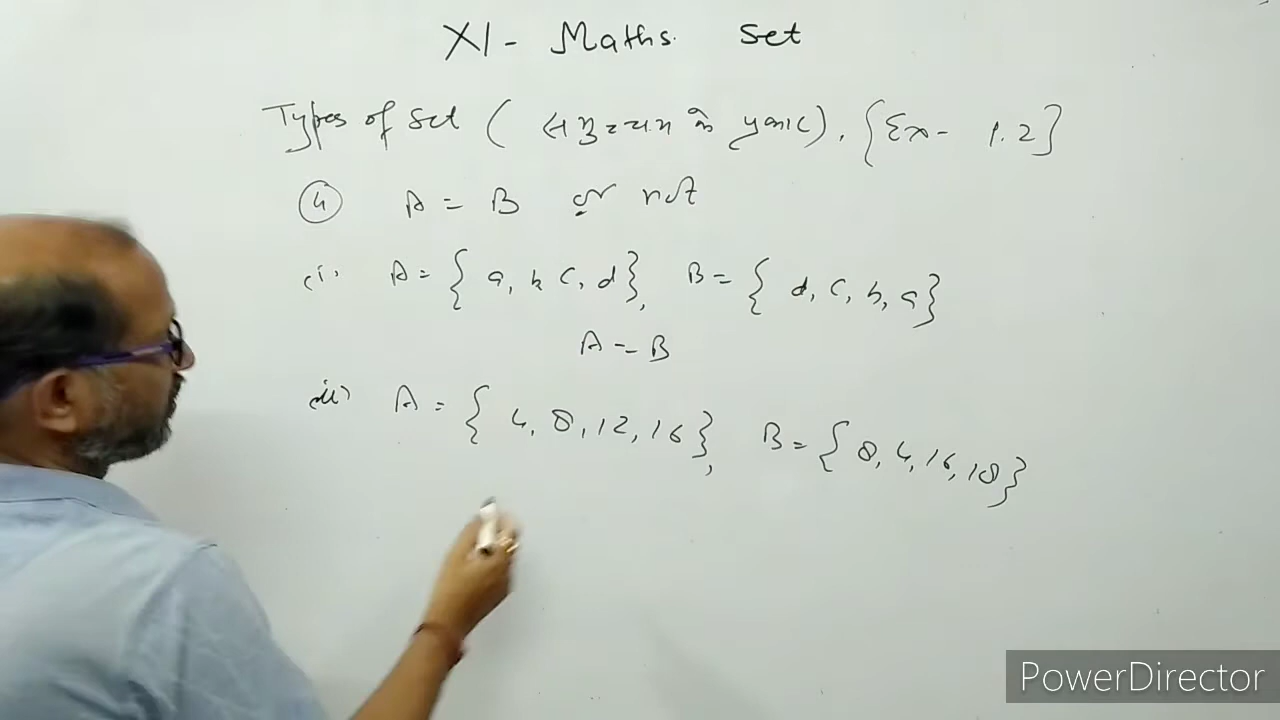 XI - Maths. Set
Types of Set ( समुच्चय के प्रकार ). {Ex - 1.2}
4 A = B or not
(i) A = { a, b C, d }, B = { d, C, b, a }
A = B
(ii) A = { 4, 8, 12, 16 }, B = { 8, 4, 16, 18 }
PowerDirector